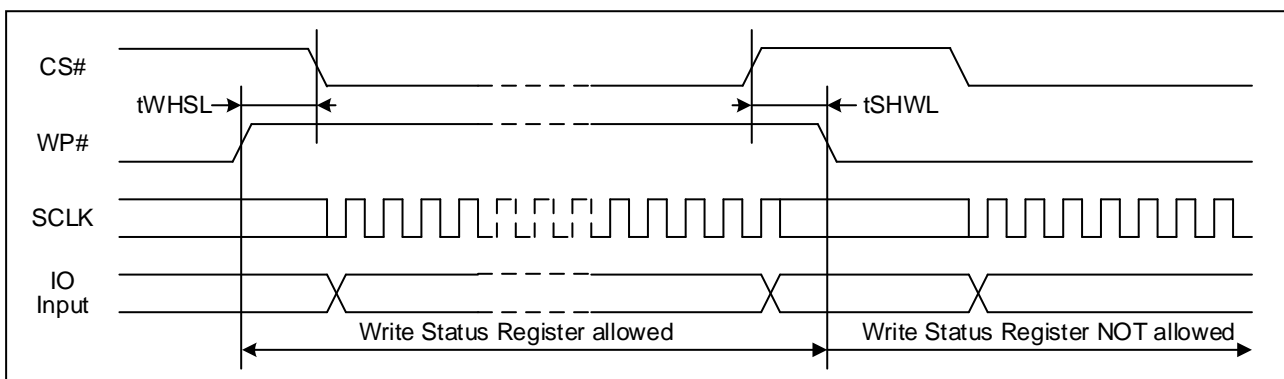 CS#
tWHSL
tSHWL
WP#
SCLK
IO
Input
Write Status Register allowed
Write Status Register NOT allowed